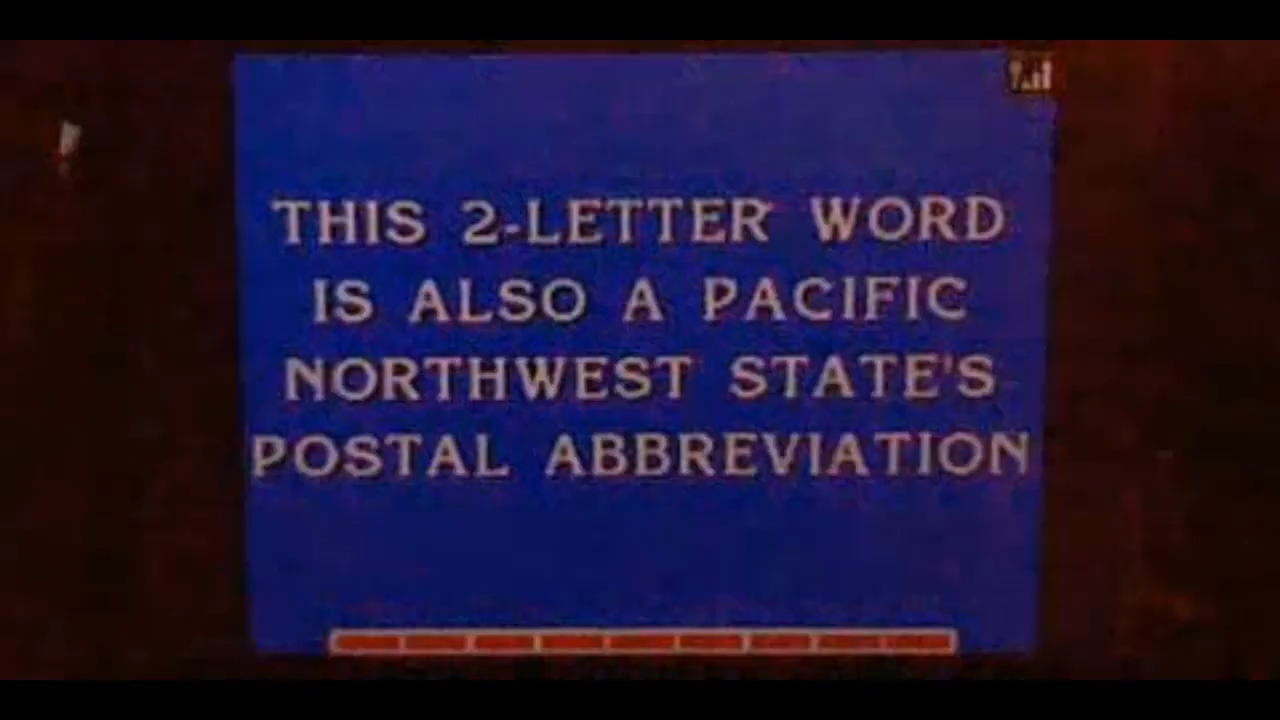 THIS 2-LETTER WORD
IS ALSO A PACIFIC
NORTHWEST STATE'S
POSTAL ABBREVIATION